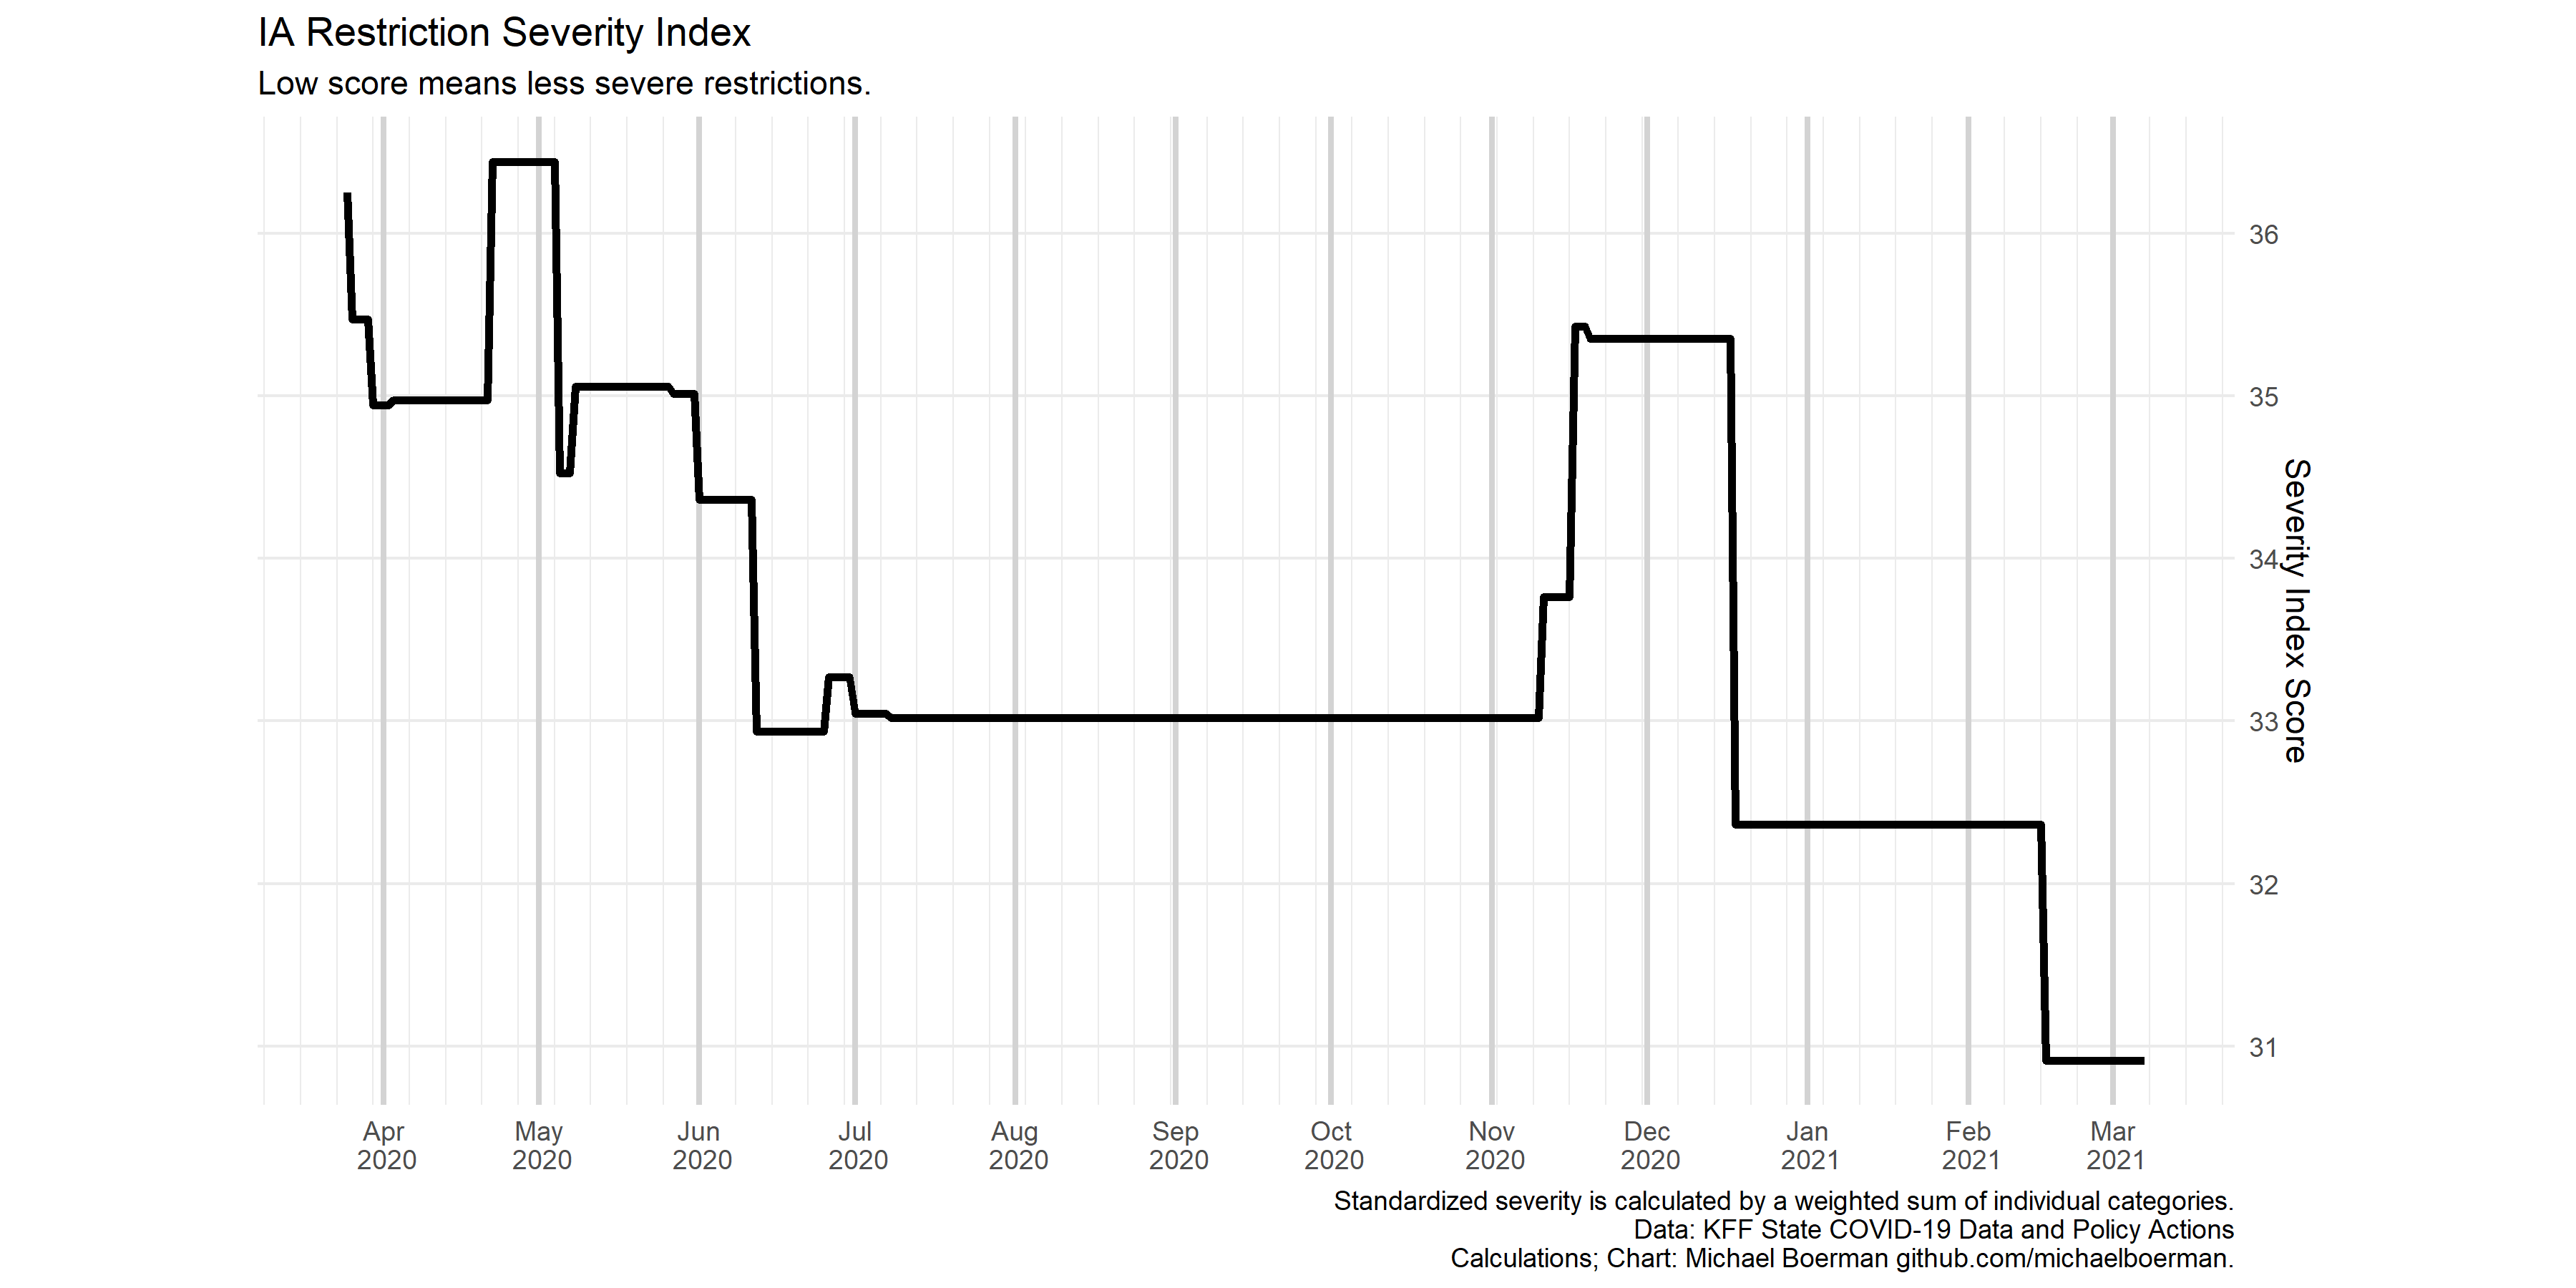 IA Restriction Severity Index
Low score means less severe restrictions.
36
35
34
33
32
31
Severity Index Score
Apr 2020
May 2020
Jun 2020
Jul 2020
Aug 2020
Sep 2020
Oct 2020
Nov 2020
Dec 2020
Jan 2021
Feb 2021
Mar 2021
Standardized severity is calculated by a weighted sum of individual categories.
Data: KFF State COVID-19 Data and Policy Actions
Calculations; Chart: Michael Boerman github.com/michaelboerman.